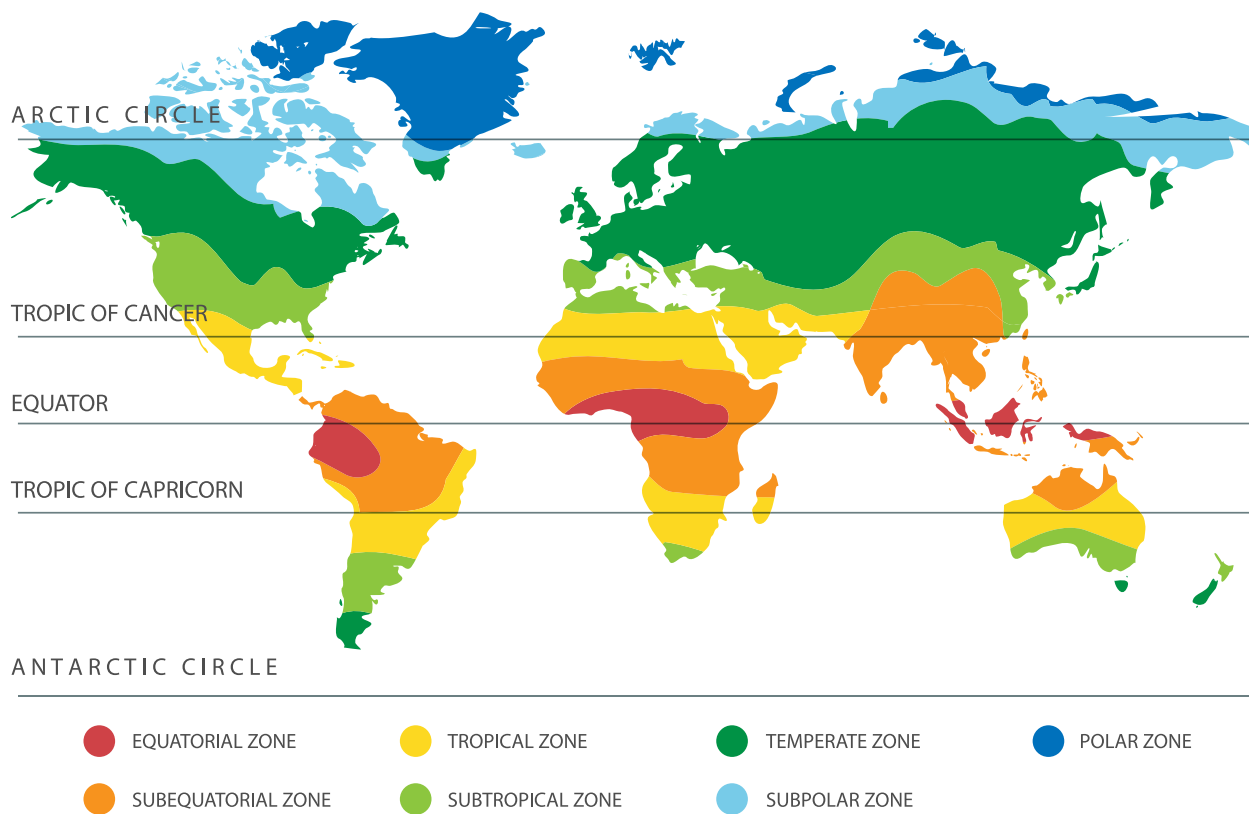 ARCTIC CIRCLE
TROPIC OF CANCER
EQUATOR
TROPIC OF CAPRICORN
ANTARCTIC CIRCLE
EQUATORIAL ZONE
TROPICAL ZONE
TEMPERATE ZONE
POLAR ZONE
SUBEQUATORIAL ZONE
SUBTROPICAL ZONE
SUBPOLAR ZONE